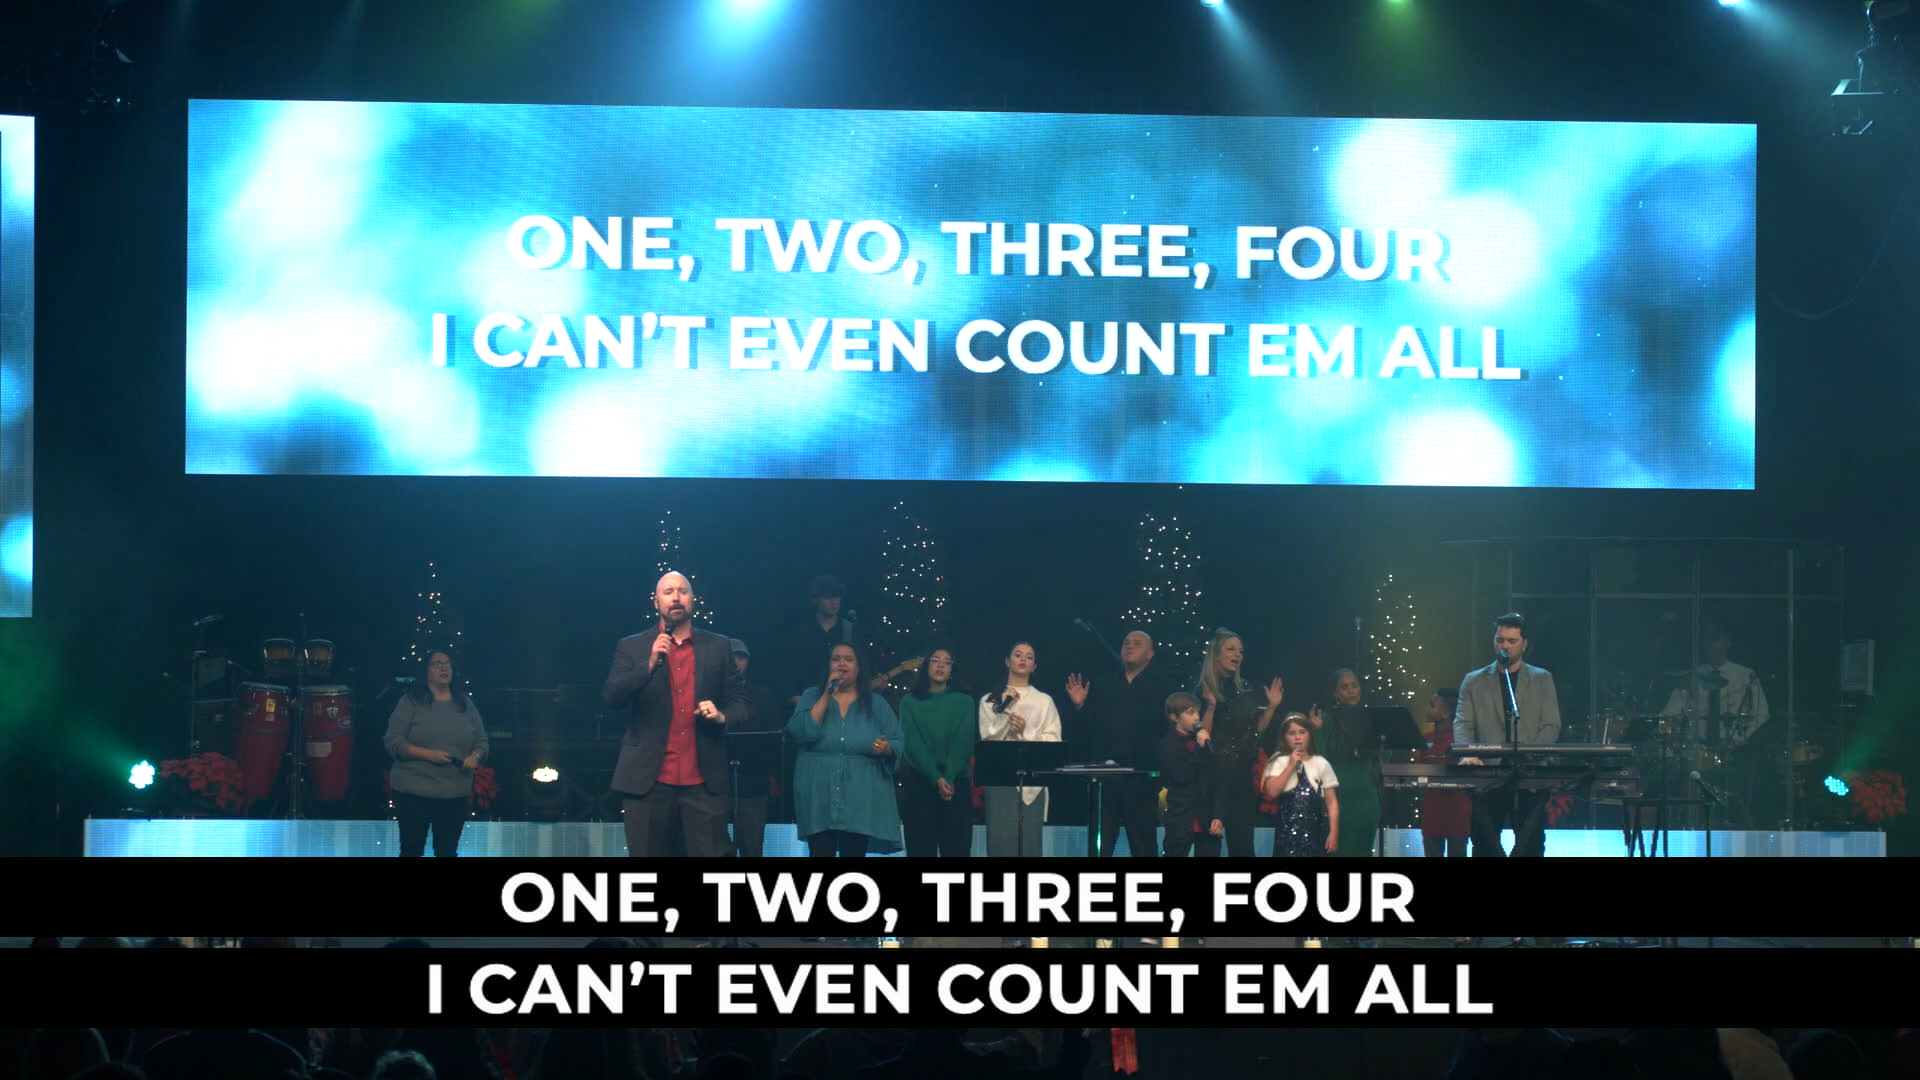 ONE, TWO, THREE, FOUR
I CAN'T EVEN COUNT EM ALL
ONE, TWO, THREE, FOUR
I CAN'T EVEN COUNT EM ALL